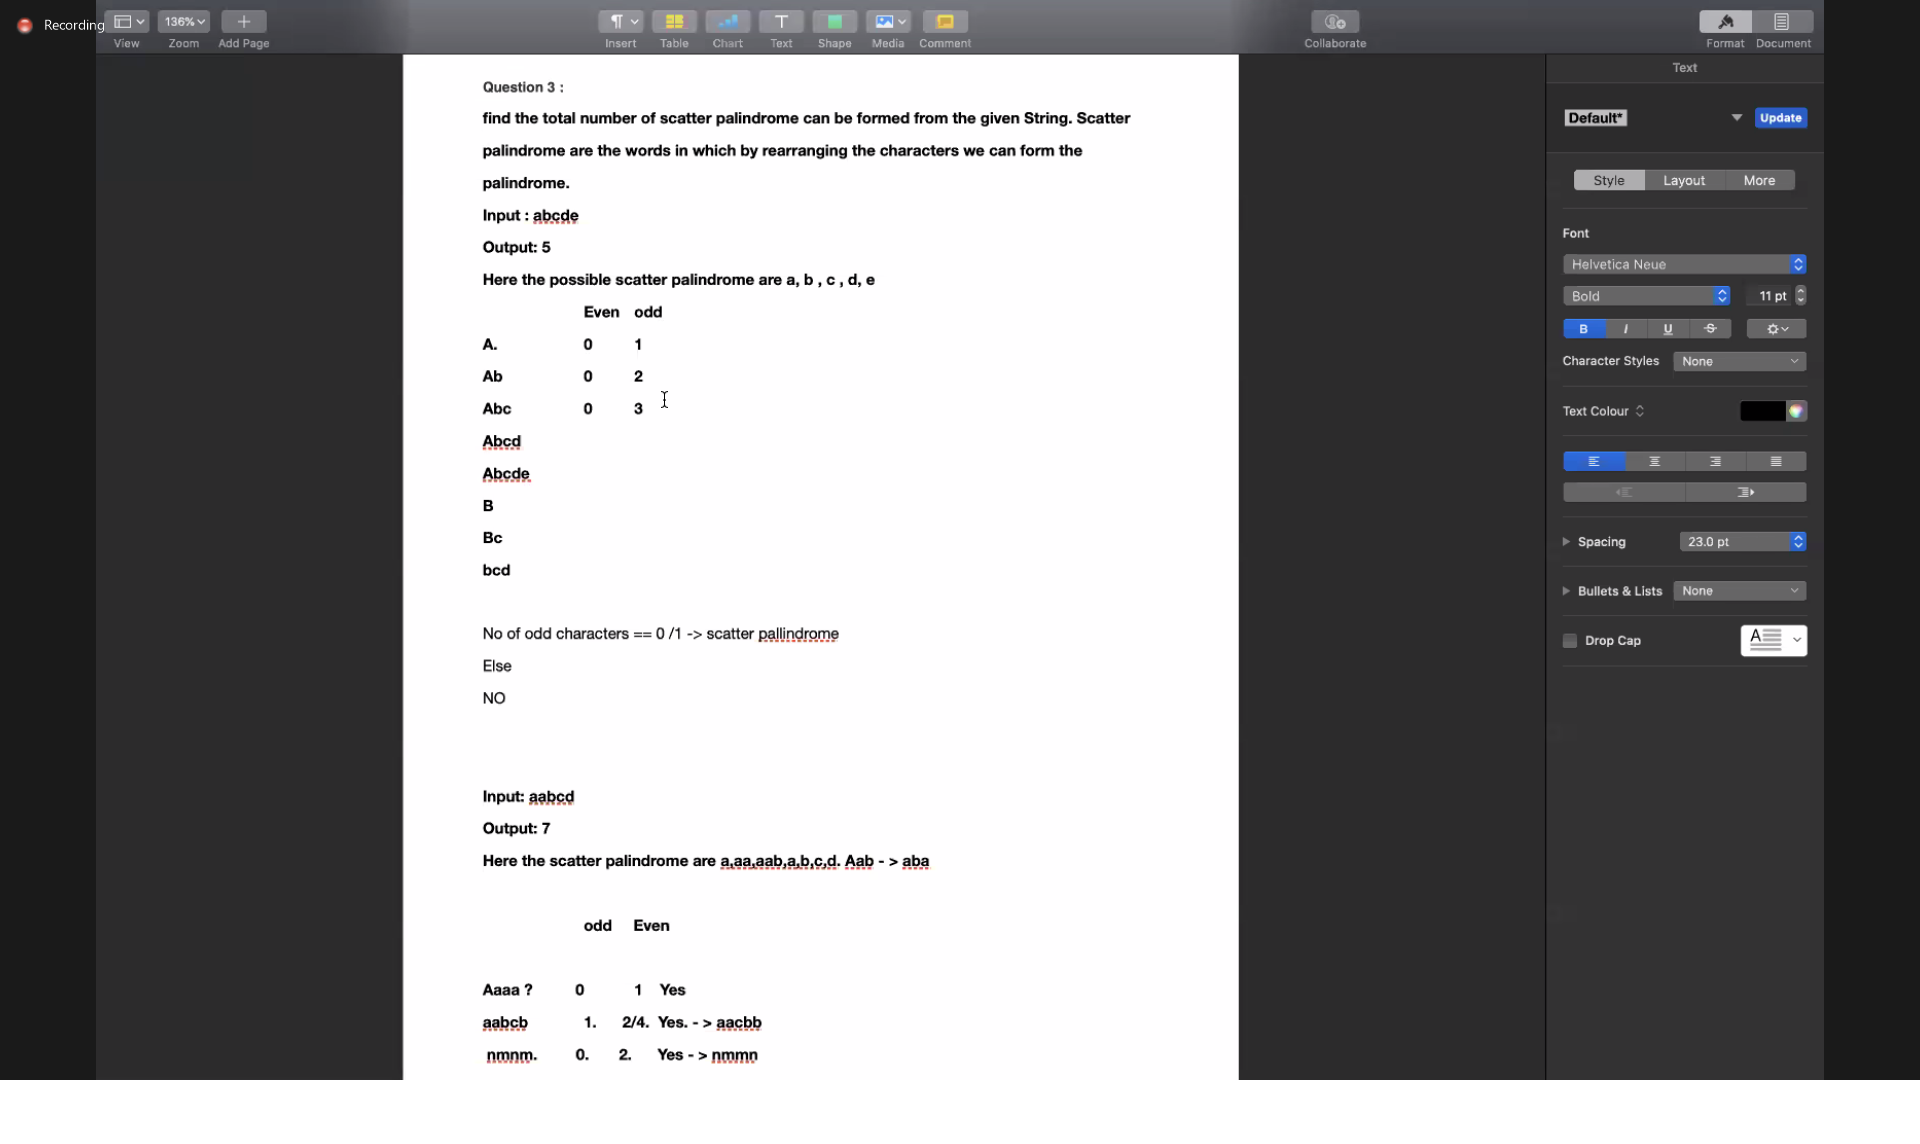 Recording
136%
View
Zoom
Add Page
Insert
Table
Chart
Text
Shape
Media
Comment
Collaborate
Format
Document
Question 3 :
find the total number of scatter palindrome can be formed from the given String. Scatter
palindrome are the words in which by rearranging the characters we can form the
palindrome.
Input : abcde
Output: 5
Here the possible scatter palindrome are a, b , c , d, e
Even odd
A. 0 1
Ab 0 2
Abc 0 3
Abcd
Abcde
B
Bc
bcd
No of odd characters == 0 /1 -> scatter pallindrome
Else
NO
Input: aabcd
Output: 7
Here the scatter palindrome are a,aa,aab,a,b,c,d. Aab - > aba
odd Even
Aaaa ? 0 1 Yes
aabcb 1. 2/4. Yes. - > aacbb
nmnm. 0. 2. Yes - > nmmn
Text
Default*
Update
Style Layout More
Font
Helvetica Neue
Bold 11 pt
B I U S
Character Styles None
Text Colour
Spacing 23.0 pt
Bullets & Lists None
Drop Cap A